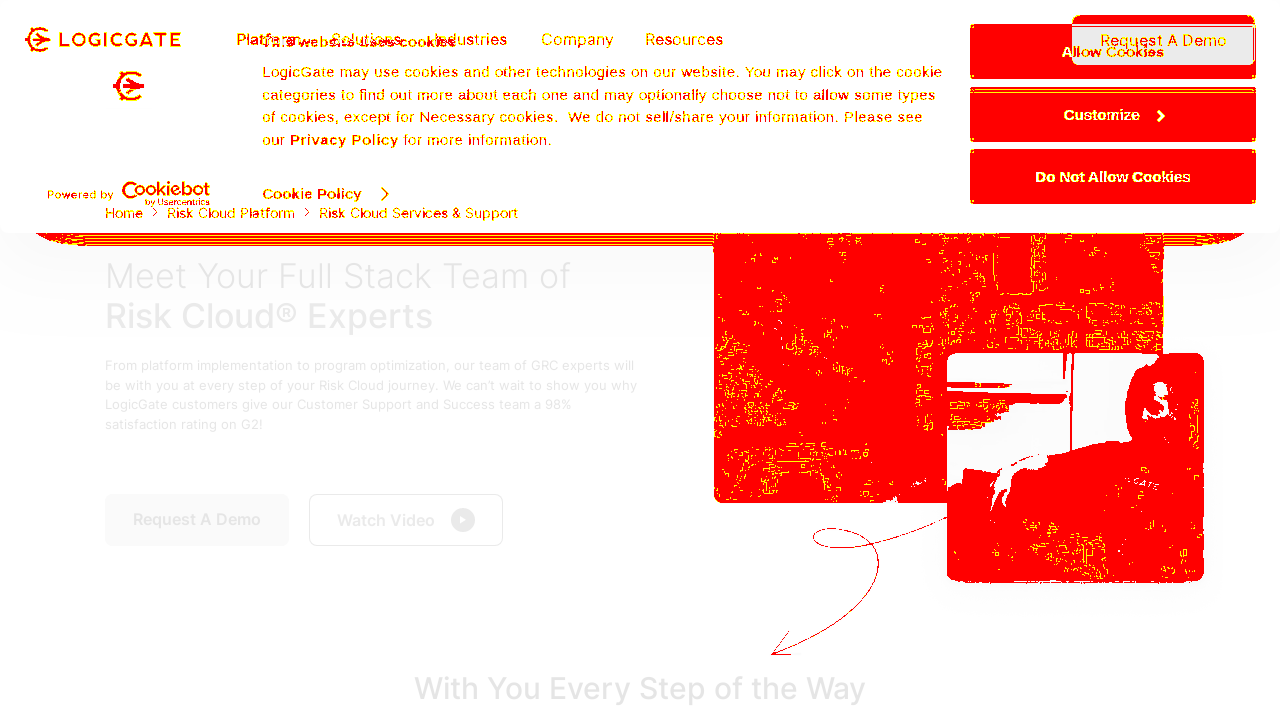 LOGICGATE
Platform Solutions Industries Company Resources
Request A Demo
This website uses cookies
LogicGate may use cookies and other technologies on our website. You may click on the cookie
categories to find out more about each one and may optionally choose not to allow some types
of cookies, except for Necessary cookies. We do not sell/share your information. Please see
our Privacy Policy for more information.
Allow Cookies
Customize
Do Not Allow Cookies
Powered by Cookiebot
by Usercentrics
Cookie Policy
Home > Risk Cloud Platform > Risk Cloud Services & Support
Meet Your Full Stack Team of
Risk Cloud® Experts
From platform implementation to program optimization, our team of GRC experts will
be with you at every step of your Risk Cloud journey. We can't wait to show you why
LogicGate customers give our Customer Support and Success team a 98%
satisfaction rating on G2!
Request A Demo
Watch Video
With You Every Step of the Way